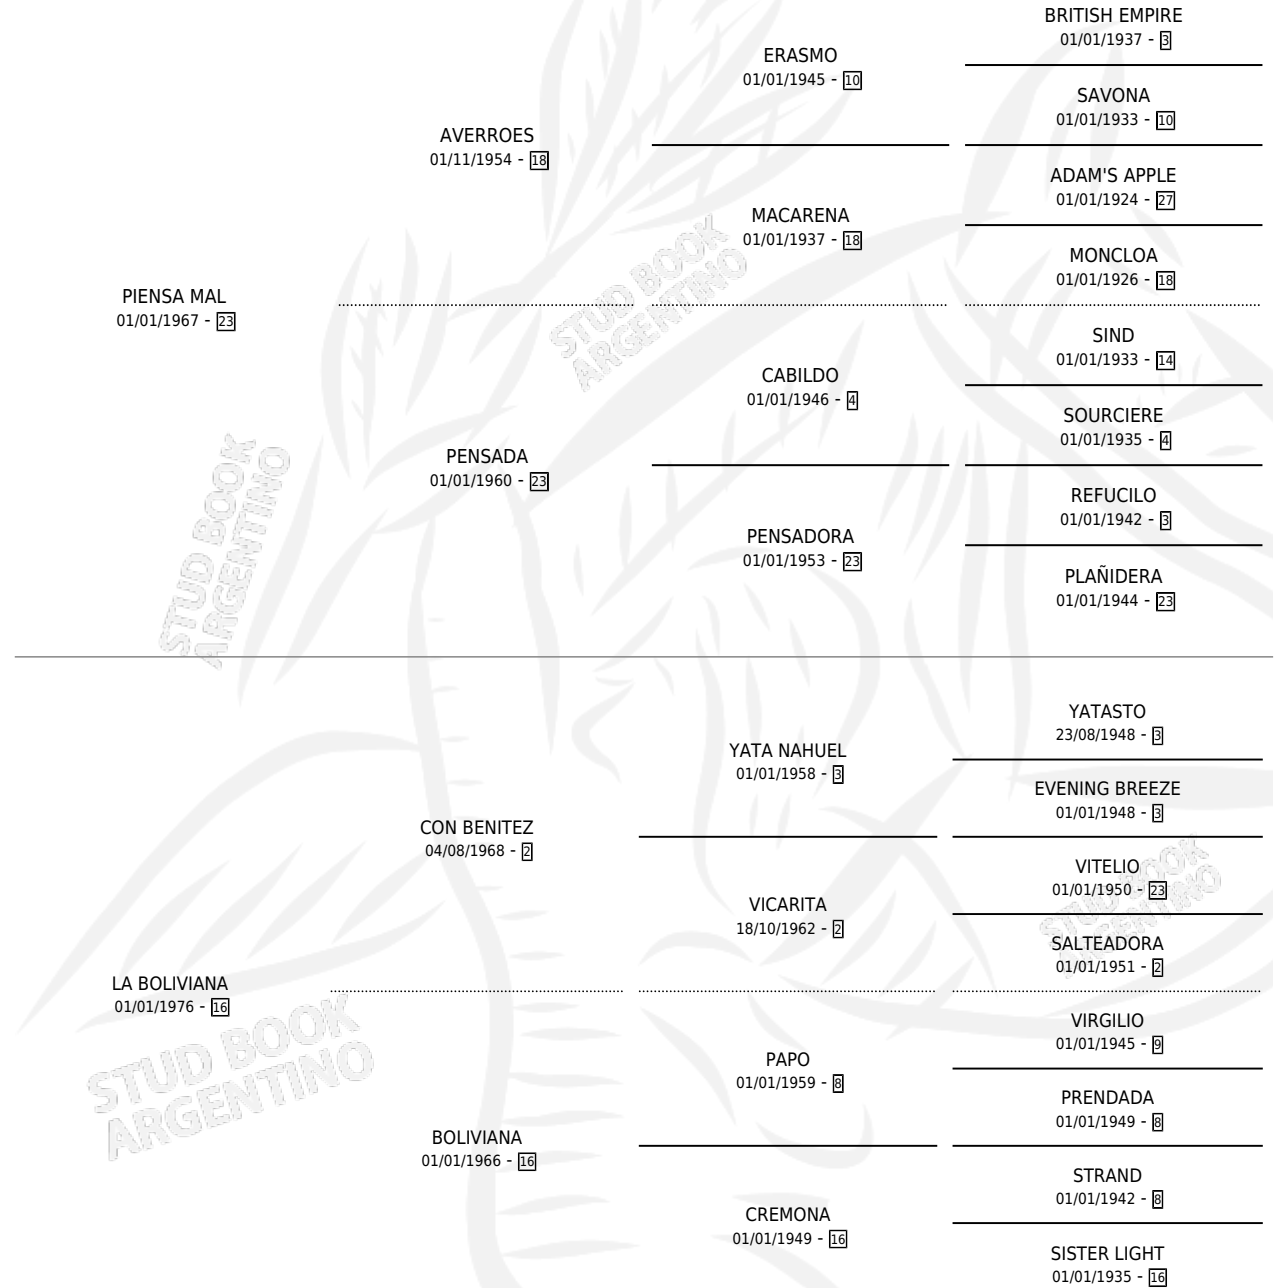 BRITISH EMPIRE
01/01/1937 - 3
ERASMO
01/01/1945 - 10
SAVONA
01/01/1933 - 10
AVERROES
01/11/1954 - 18
ADAM'S APPLE
01/01/1924 - 27
MACARENA
01/01/1937 - 18
MONCLOA
01/01/1926 - 18
PIENSA MAL
01/01/1967 - 23
SIND
01/01/1933 - 14
CABILDO
01/01/1946 - 4
SOURCIERE
01/01/1935 - 4
PENSADA
01/01/1960 - 23
REFUCILO
01/01/1942 - 3
PENSADORA
01/01/1953 - 23
PLAÑIDERA
01/01/1944 - 23
YATASTO
23/08/1948 - 3
YATA NAHUEL
01/01/1958 - 3
EVENING BREEZE
01/01/1948 - 3
CON BENITEZ
04/08/1968 - 2
VITELIO
01/01/1950 - 23
VICARITA
18/10/1962 - 2
SALTEADORA
01/01/1951 - 2
LA BOLIVIANA
01/01/1976 - 16
VIRGILIO
01/01/1945 - 9
PAPO
01/01/1959 - 8
PRENDADA
01/01/1949 - 8
BOLIVIANA
01/01/1966 - 16
STRAND
01/01/1942 - 8
CREMONA
01/01/1949 - 16
SISTER LIGHT
01/01/1935 - 16
STUD BOOK
ARGENTINO
STUD BOOK
ARGENTINO
STUD BOOK
ARGENTINO
STUD BOOK
ARGENTINO